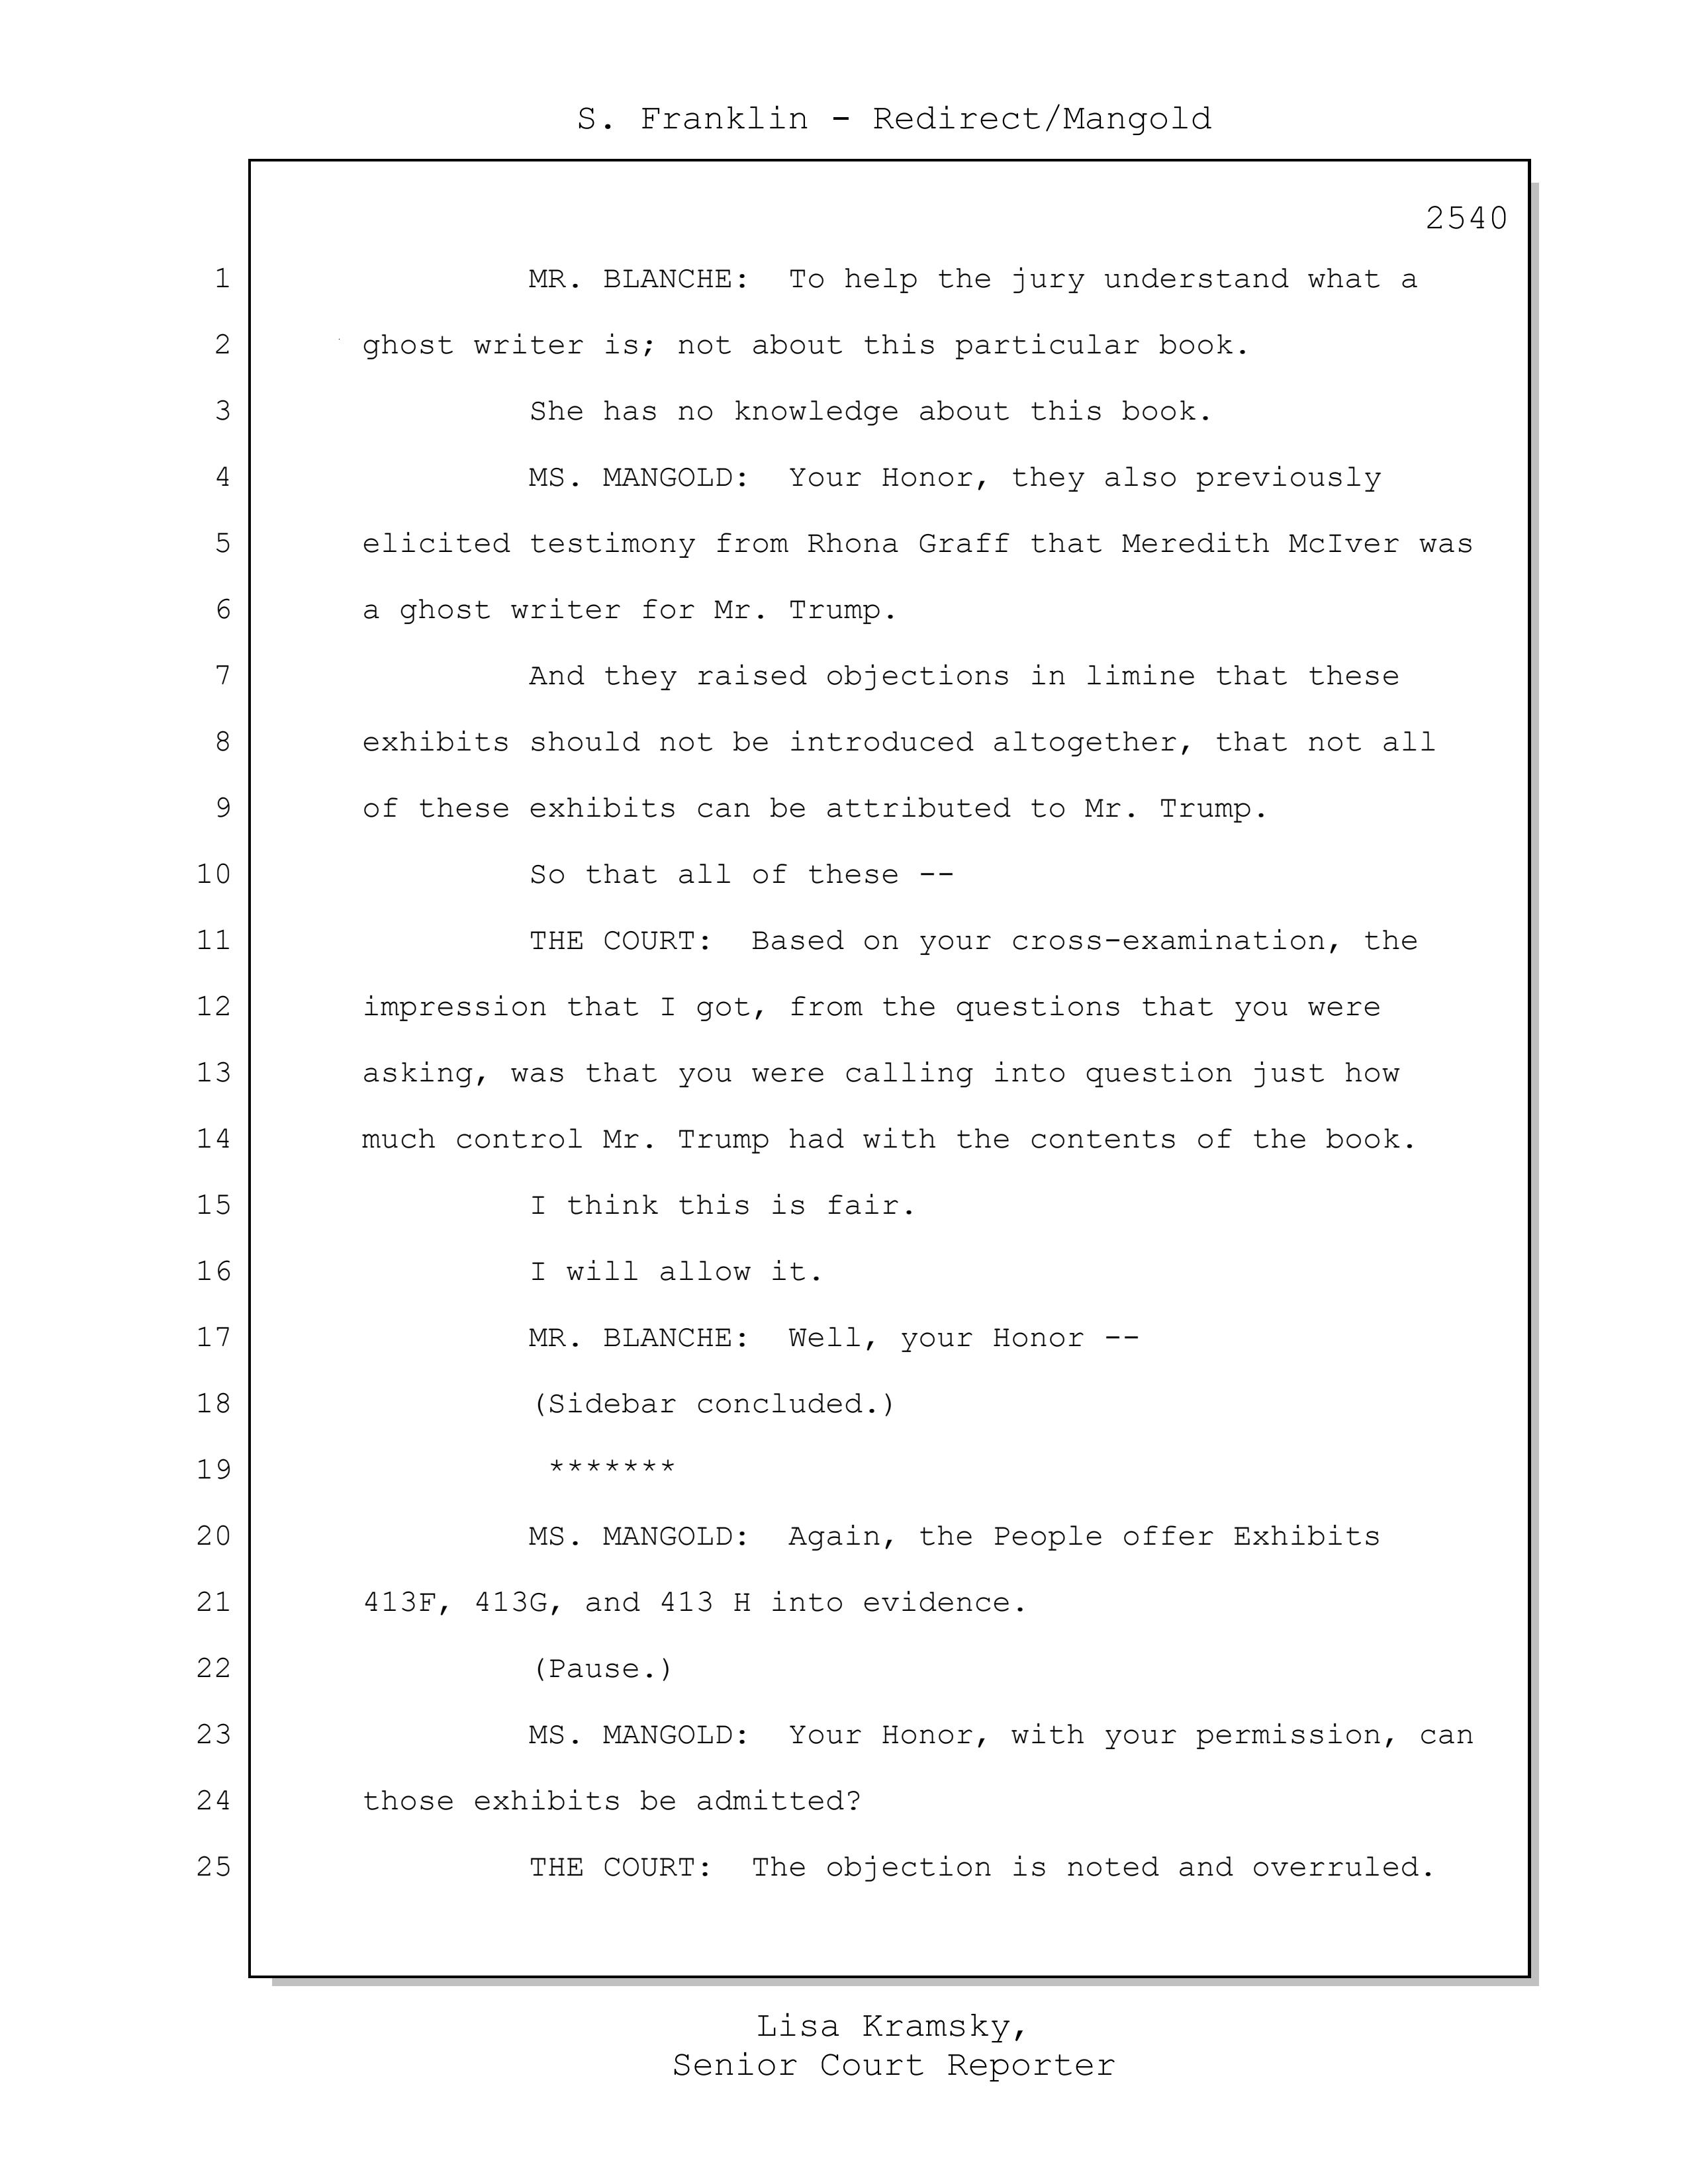 S. Franklin - Redirect/Mangold
2540
1 MR. BLANCHE: To help the jury understand what a
2 ghost writer is; not about this particular book.
3 She has no knowledge about this book.
4 MS. MANGOLD: Your Honor, they also previously
5 elicited testimony from Rhona Graff that Meredith McIver was
6 a ghost writer for Mr. Trump.
7 And they raised objections in limine that these
8 exhibits should not be introduced altogether, that not all
9 of these exhibits can be attributed to Mr. Trump.
10 So that all of these --
11 THE COURT: Based on your cross-examination, the
12 impression that I got, from the questions that you were
13 asking, was that you were calling into question just how
14 much control Mr. Trump had with the contents of the book.
15 I think this is fair.
16 I will allow it.
17 MR. BLANCHE: Well, your Honor --
18 (Sidebar concluded.)
19 *******
20 MS. MANGOLD: Again, the People offer Exhibits
21 413F, 413G, and 413 H into evidence.
22 (Pause.)
23 MS. MANGOLD: Your Honor, with your permission, can
24 those exhibits be admitted?
25 THE COURT: The objection is noted and overruled.
Lisa Kramsky,
Senior Court Reporter